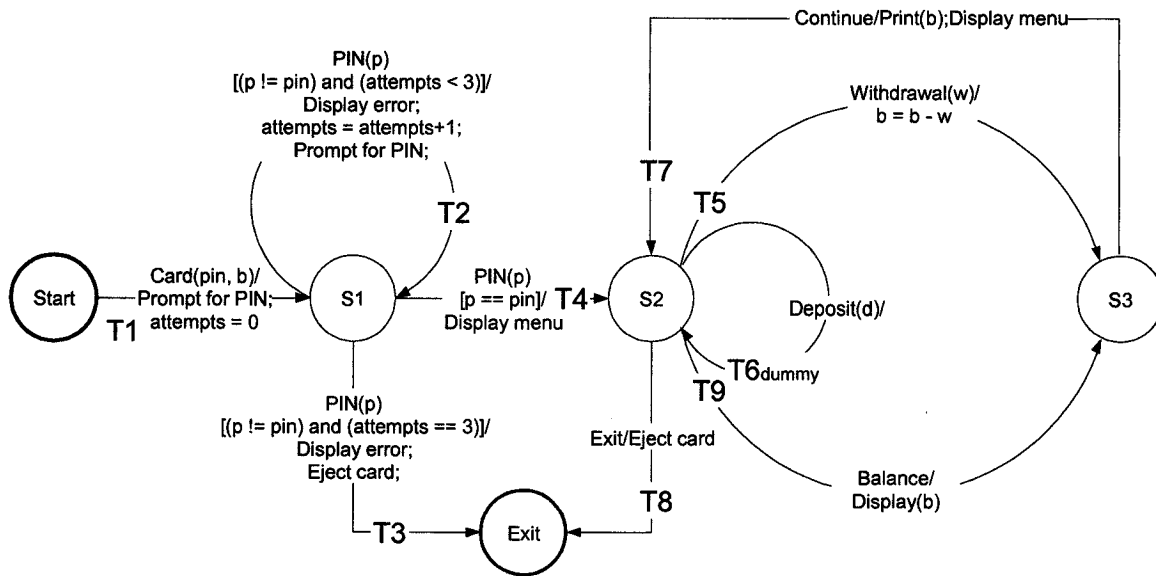 Continue/Print(b);Display menu
PIN(p)
[(p != pin) and (attempts < 3)]/
Display error;
attempts = attempts+1;
Prompt for PIN;
Withdrawal(w)/
b = b - w
T7
T5
T2
Start
Card(pin, b)/
Prompt for PIN;
attempts = 0
T1
S1
PIN(p)
[p == pin]/
Display menu
T4
S2
Deposit(d)/
T6dummy
T9
S3
PIN(p)
[(p != pin) and (attempts == 3)]/
Display error;
Eject card;
Exit/Eject card
Balance/
Display(b)
T8
T3
Exit